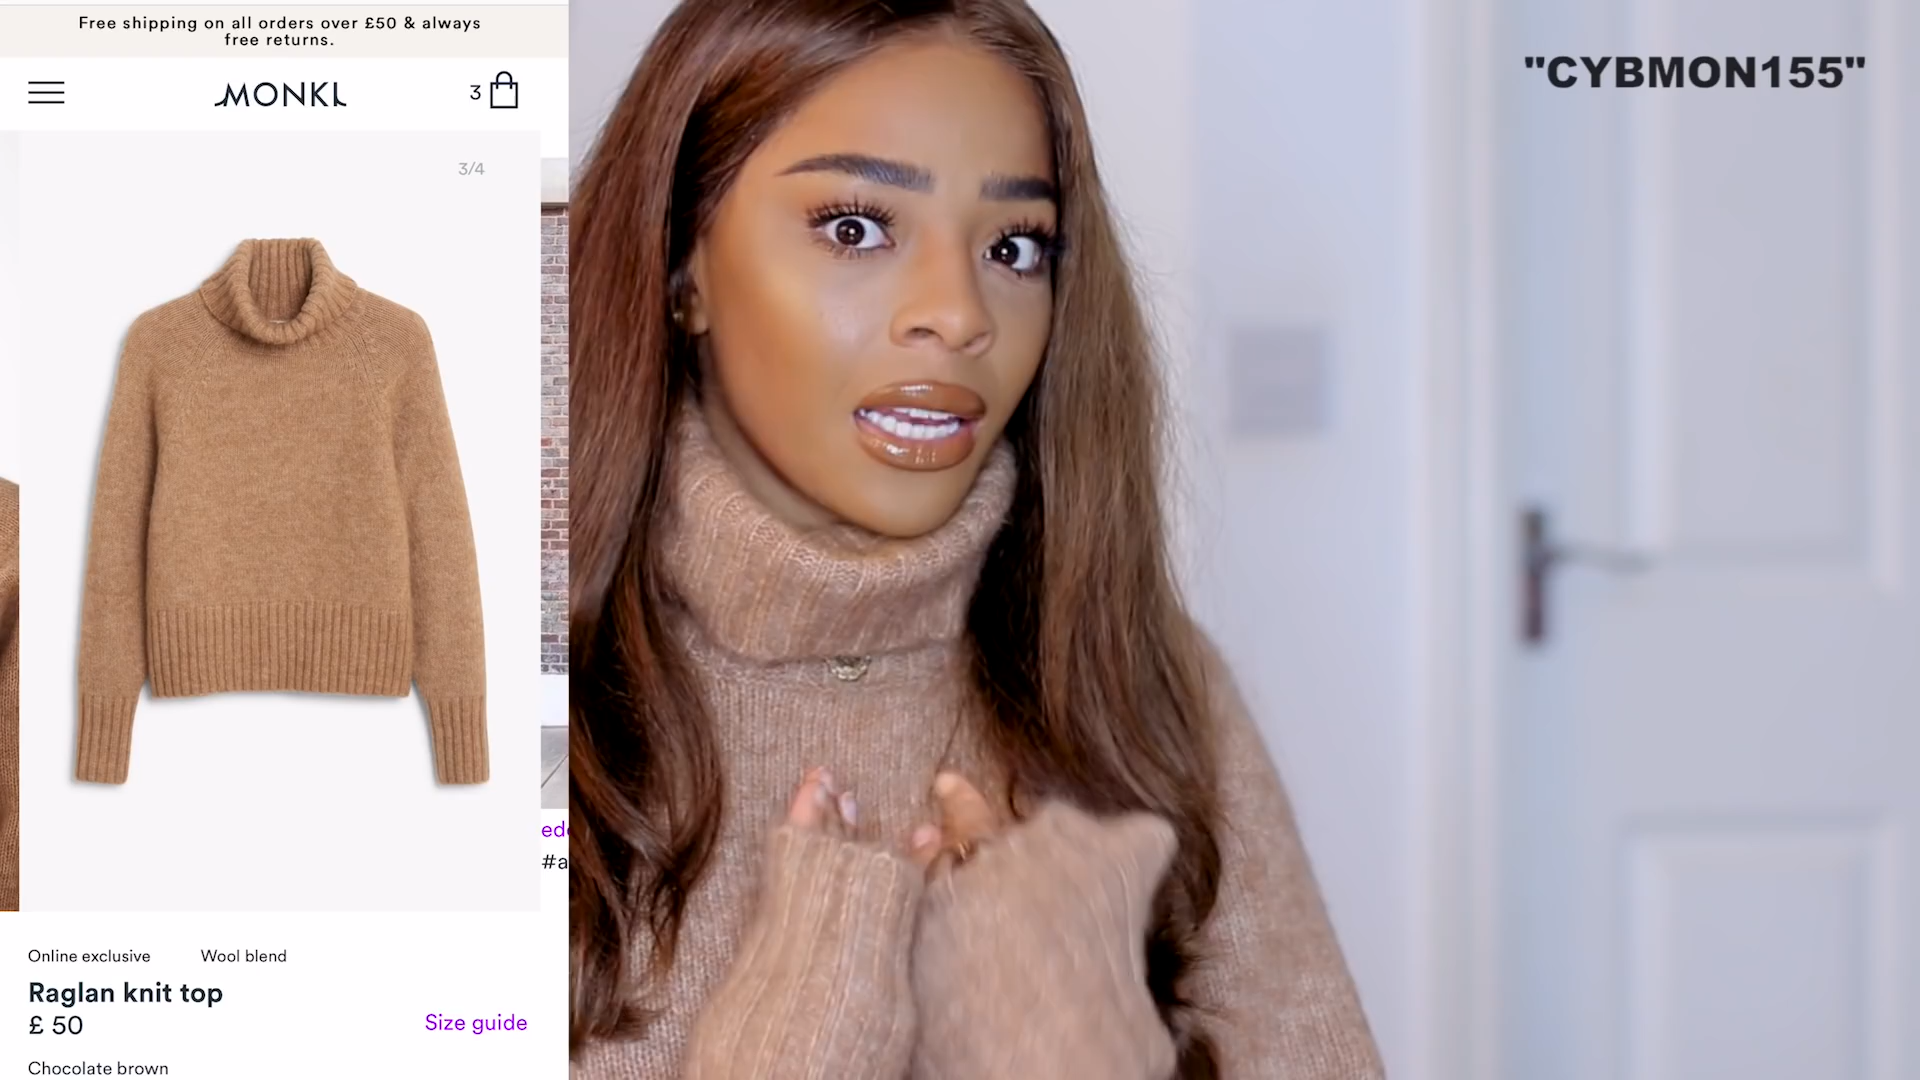 Free shipping on all orders over £50 & always
free returns.
MONKI
3
3/4
"CYBMON155"
#a
Online exclusive
Wool blend
Raglan knit top
£ 50
Size guide
Chocolate brown